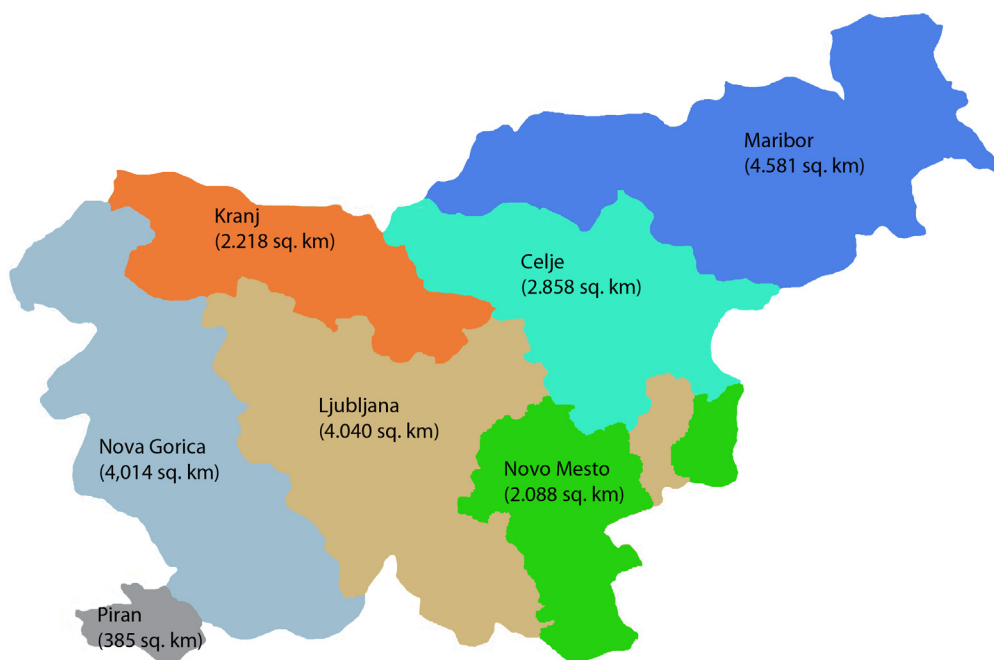 Maribor
(4.581 sq. km)
Kranj
(2.218 sq. km)
Celje
(2.858 sq. km)
Ljubljana
(4.040 sq. km)
Nova Gorica
(4,014 sq. km)
Novo Mesto
(2.088 sq. km)
Piran
(385 sq. km)